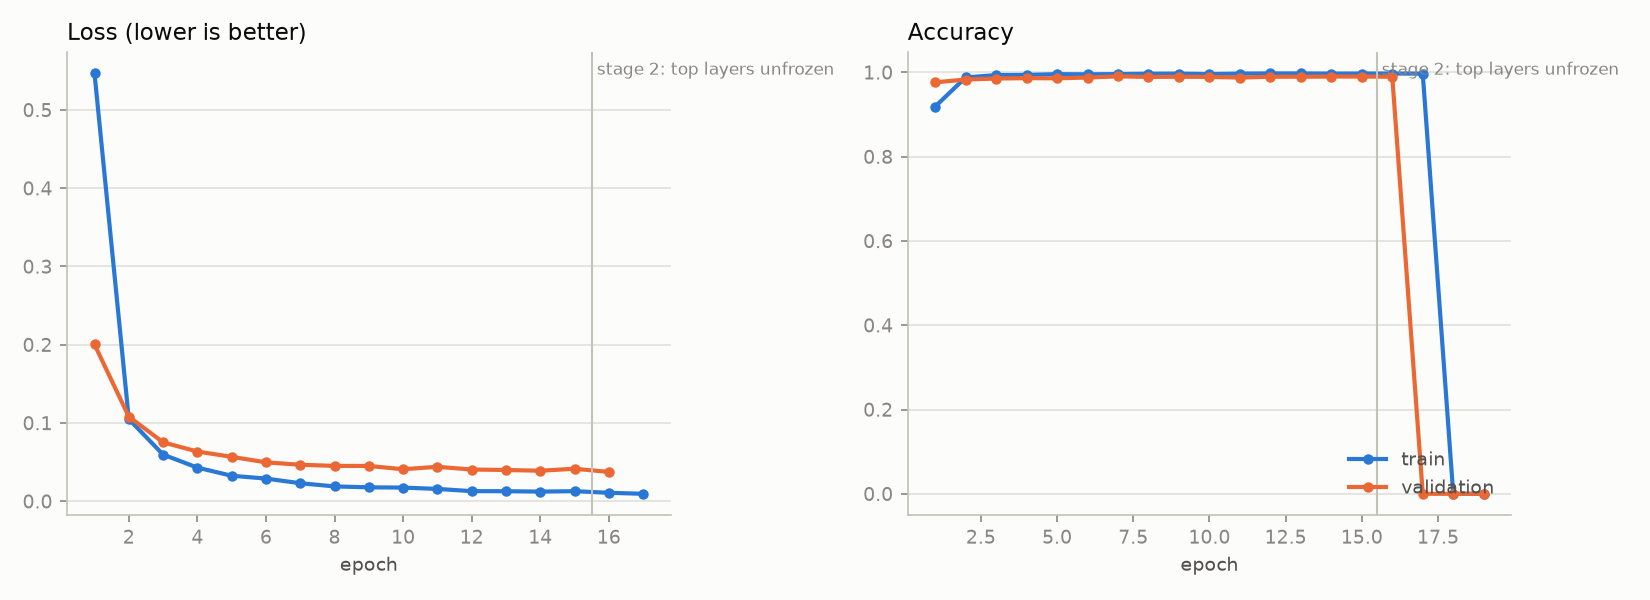 Loss (lower is better)
stage 2: top layers unfrozen
0.5
0.4
0.3
0.2
0.1
0.0
2 4 6 8 10 12 14 16
epoch
Accuracy
stage 2: top layers unfrozen
1.0
0.8
0.6
0.4
0.2
0.0
train
validation
2.5 5.0 7.5 10.0 12.5 15.0 17.5
epoch